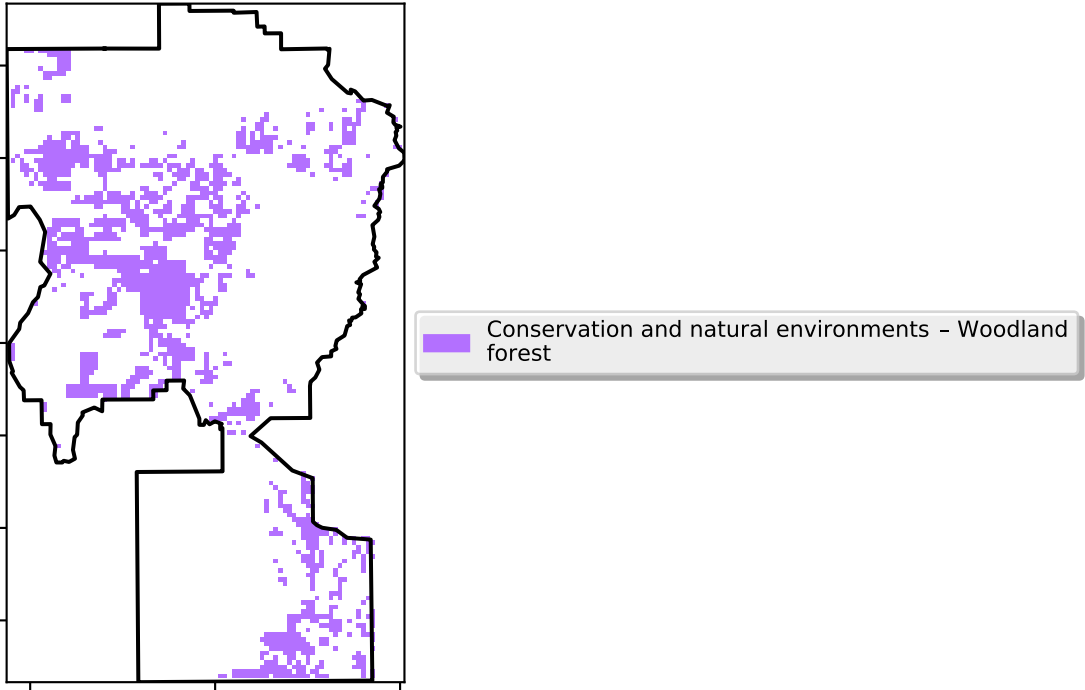 Conservation and natural environments – Woodland
forest